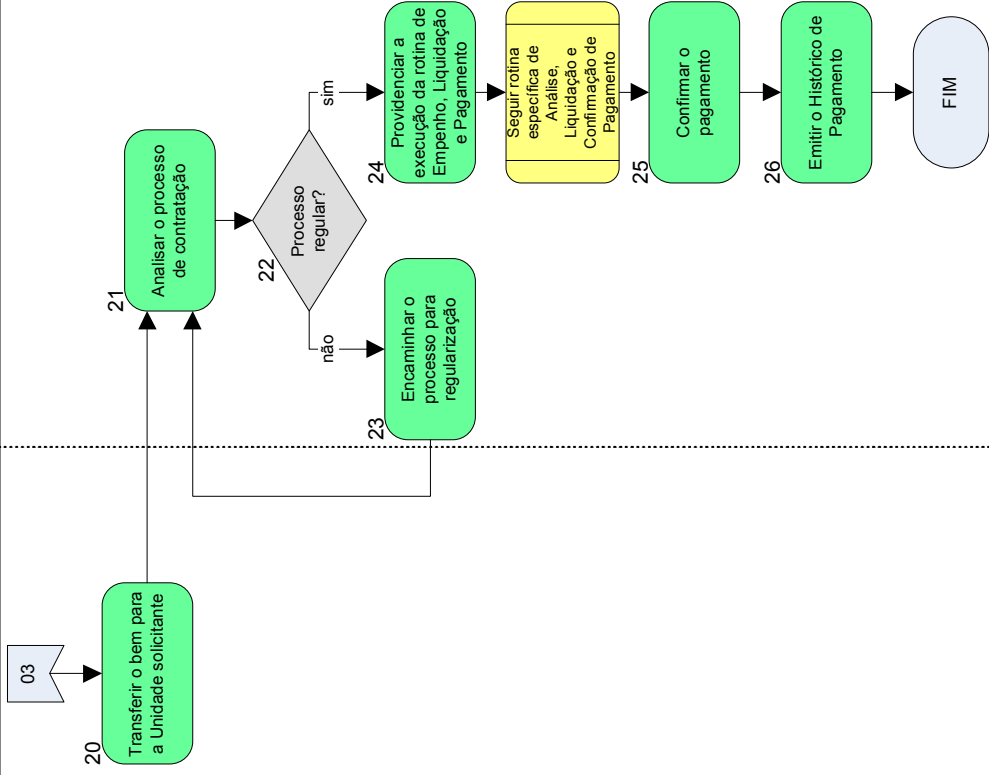 03
20
Transferir o bem para
a Unidade solicitante
21
Analisar o processo
de contratação
22
Processo
regular?
não
sim
23
Encaminhar o
processo para
regularização
24
Providenciar a
execução da rotina de
Empenho, Liquidação
e Pagamento
Seguir rotina
específica de
Análise,
Liquidação e
Confirmação de
Pagamento
25
Confirmar o
pagamento
26
Emitir o Histórico de
Pagamento
FIM